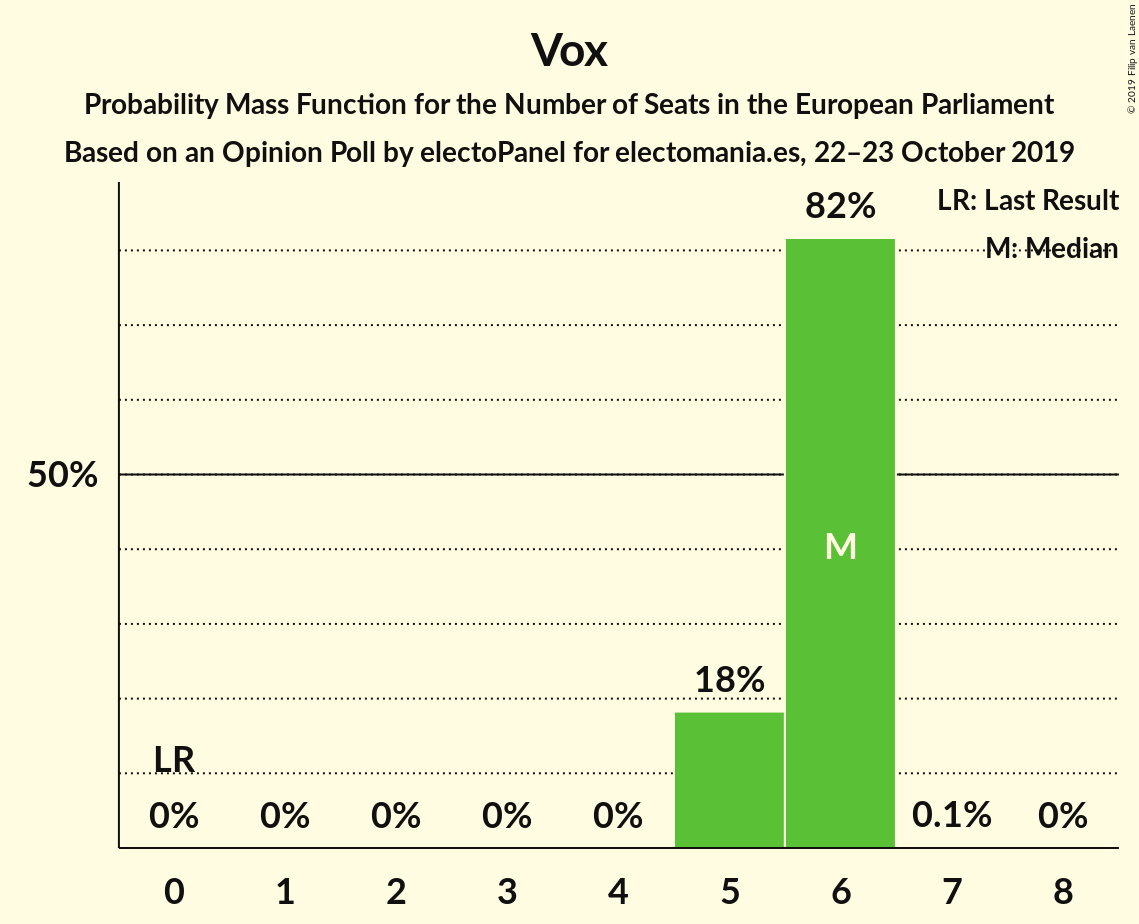 Vox
Probability Mass Function for the Number of Seats in the European Parliament
Based on an Opinion Poll by electoPanel for electomania.es, 22–23 October 2019
© 2019 Filip van Laenen
LR: Last Result
M: Median
82%
50%
M
18%
LR
0% 0% 0% 0% 0% 0.1% 0%
0 1 2 3 4 5 6 7 8